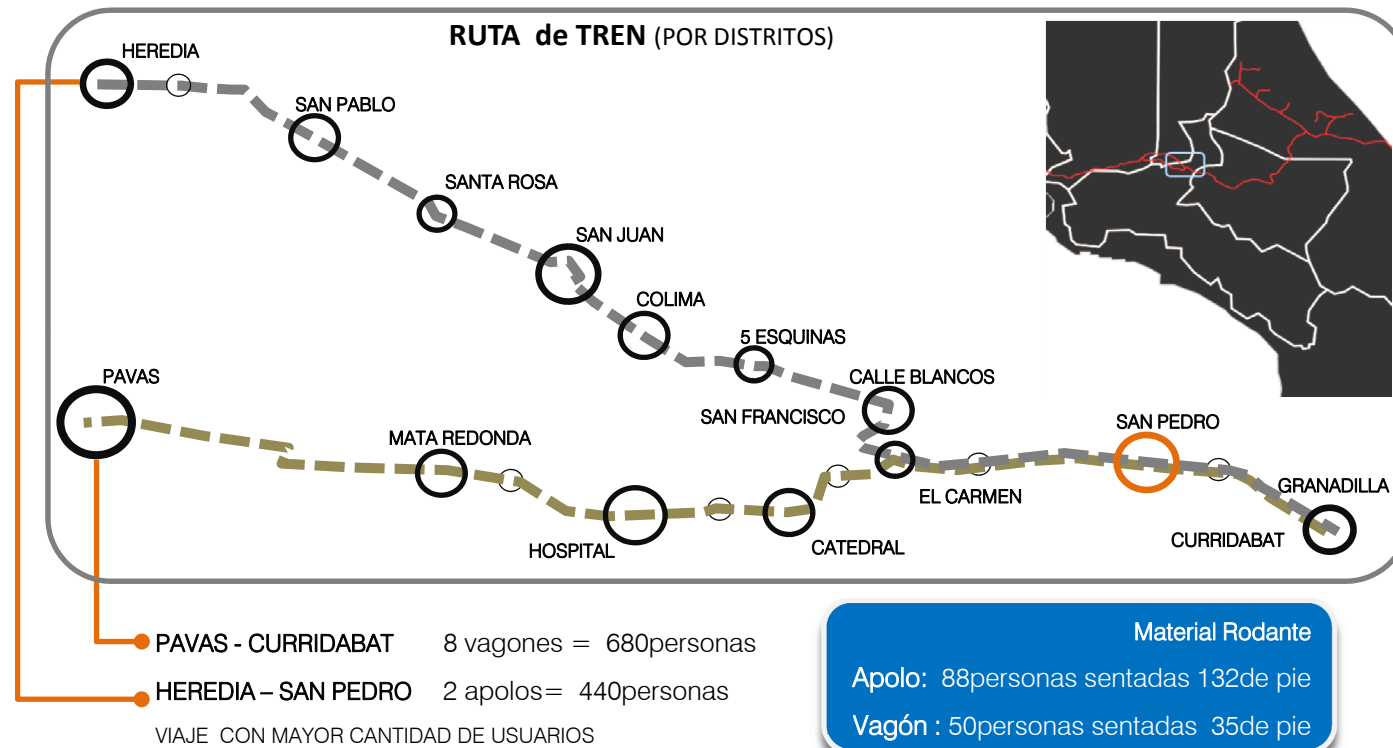 RUTA de TREN (POR DISTRITOS)
HEREDIA
SAN PABLO
SANTA ROSA
SAN JUAN
COLIMA
5 ESQUINAS
PAVAS
CALLE BLANCOS
SAN FRANCISCO
SAN PEDRO
MATA REDONDA
EL CARMEN
GRANADILLA
HOSPITAL
CATEDRAL
CURRIDABAT
PAVAS - CURRIDABAT 8 vagones = 680personas
HEREDIA – SAN PEDRO 2 apolos= 440personas
VIAJE CON MAYOR CANTIDAD DE USUARIOS
Material Rodante
Apolo: 88personas sentadas 132de pie
Vagón : 50personas sentadas 35de pie